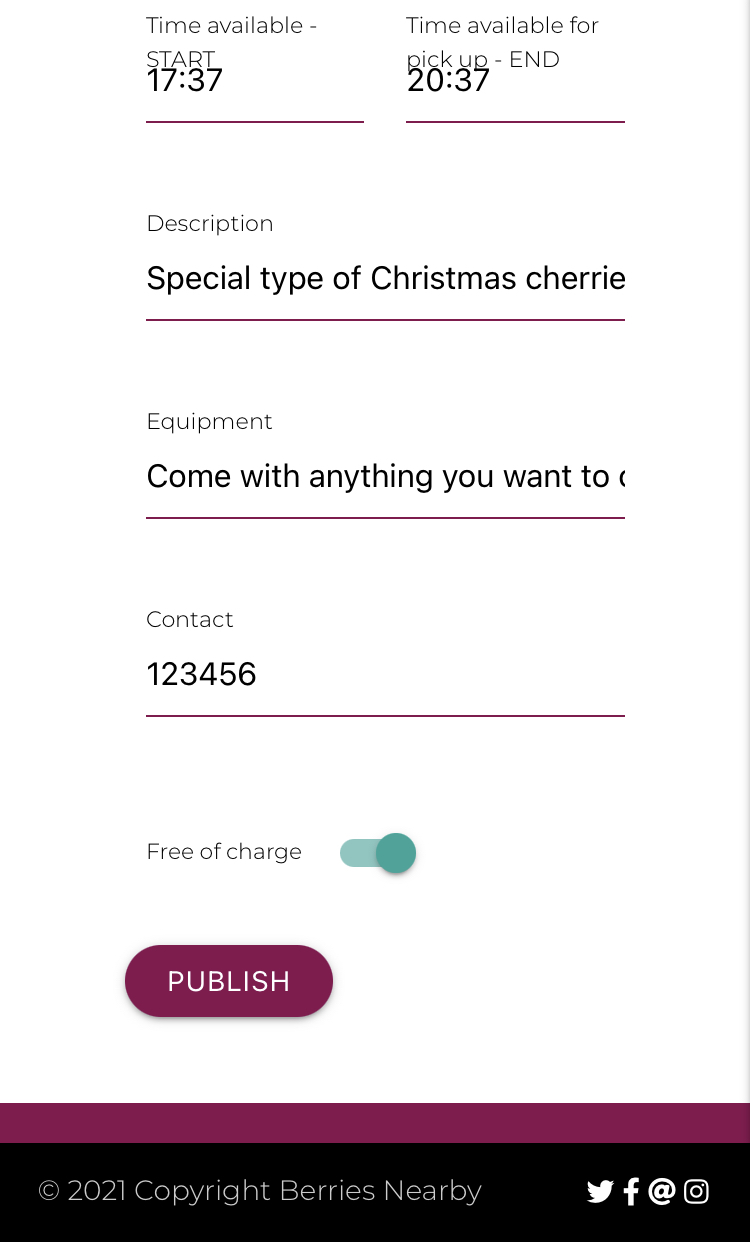 Time available -
START
17:37
Time available for
pick up - END
20:37
Description
Special type of Christmas cherrie
Equipment
Come with anything you want to
Contact
123456
Free of charge
PUBLISH
© 2021 Copyright Berries Nearby